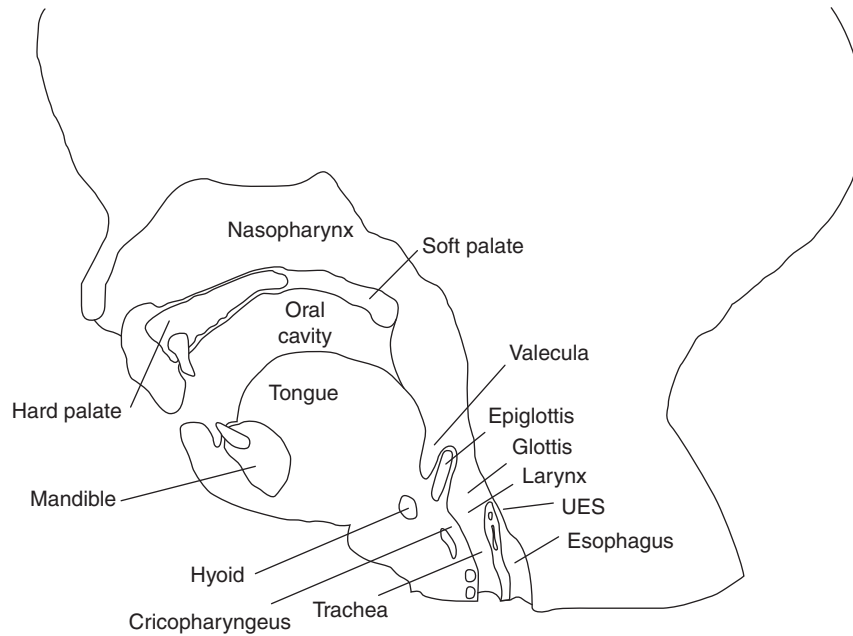 Nasopharynx
Soft palate
Oral
cavity
Valecula
Tongue
Hard palate
Epiglottis
Glottis
Larynx
Mandible
UES
Esophagus
Hyoid
Trachea
Cricopharyngeus